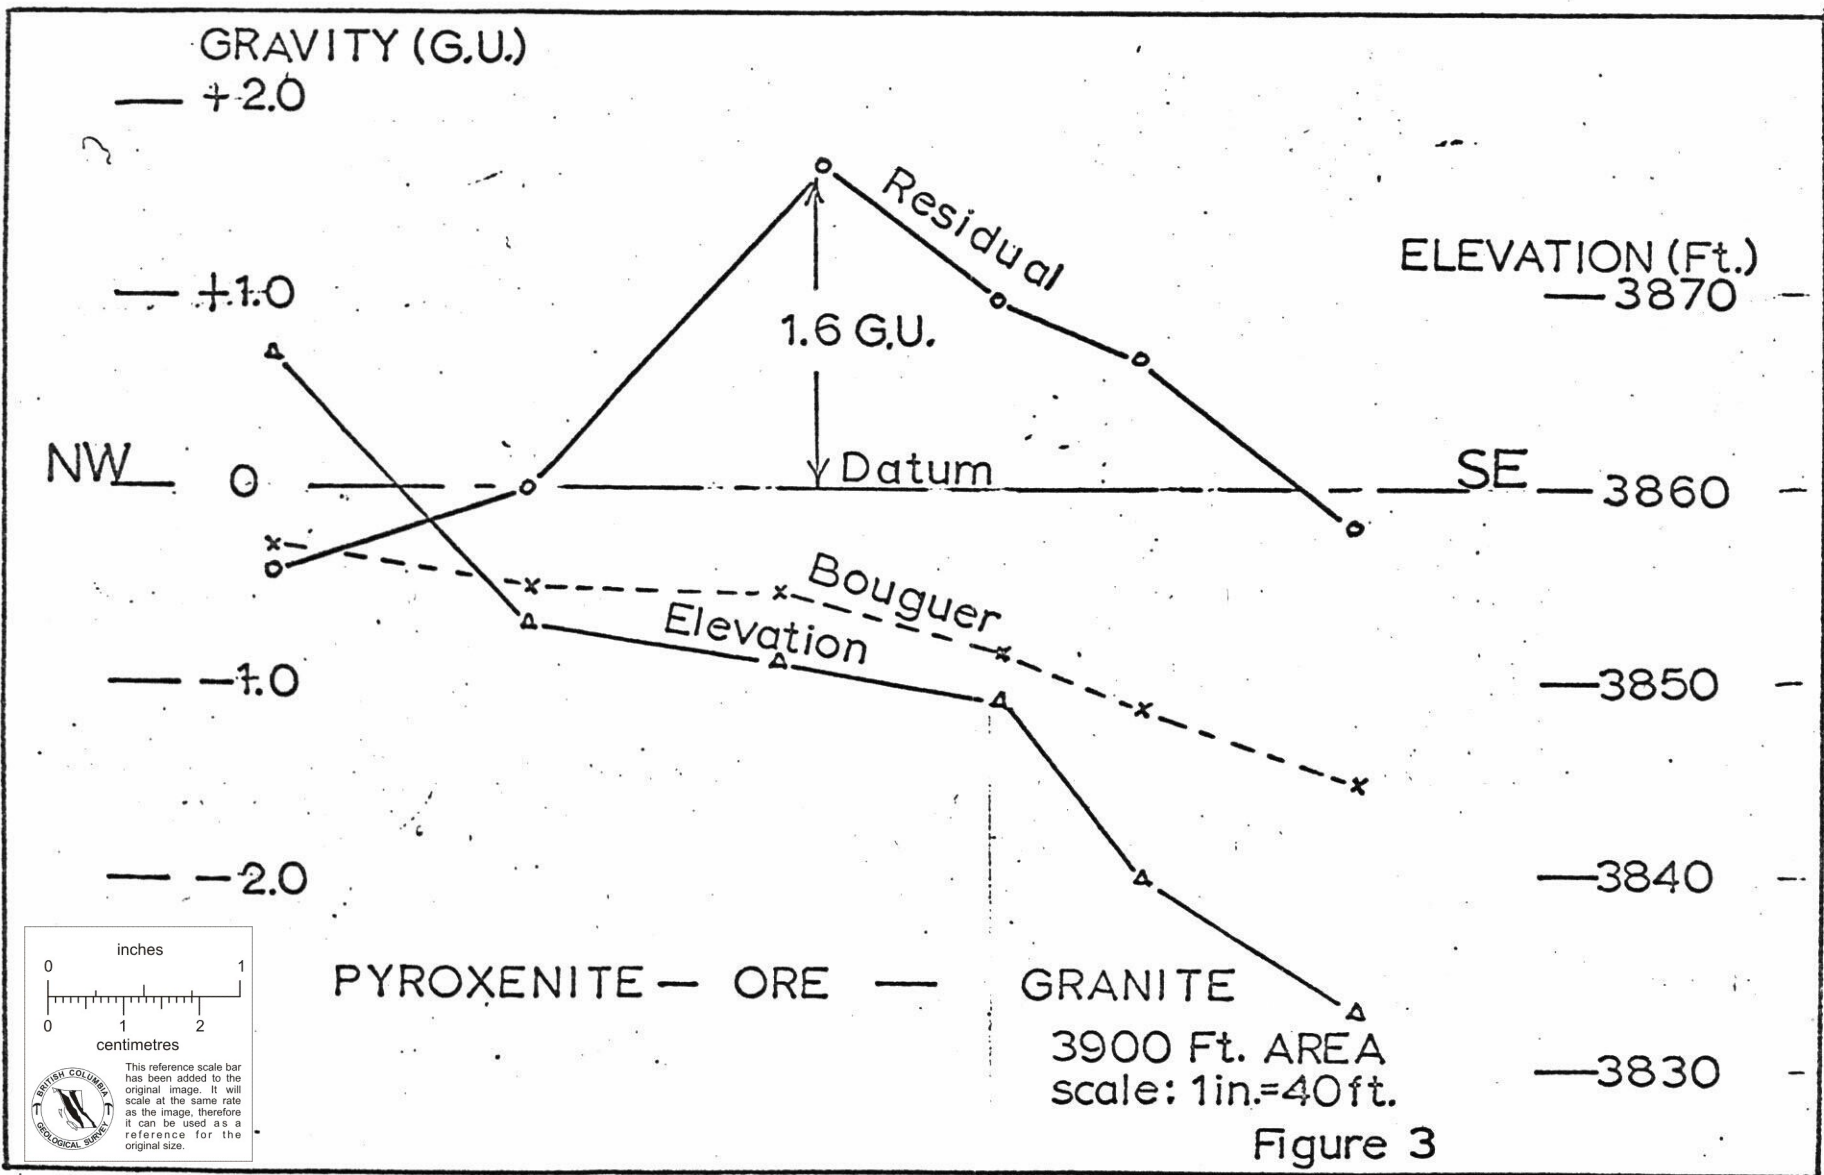 GRAVITY (G.U.)
+2.0
+1.0
0
-1.0
-2.0
NW
Residual
1.6 G.U.
Datum
SE
Bouguer
Elevation
ELEVATION (Ft.)
3870
3860
3850
3840
3830
PYROXENITE — ORE — GRANITE
3900 Ft. AREA
scale: 1in.=40ft.
Figure 3
inches
0 1
0 1 2
centimetres
This reference scale bar
has been added to the
original image. It will
scale at the same rate
as the image, therefore
it can be used as a
reference for the
original size.
BRITISH COLUMBIA
GEOLOGICAL SURVEY